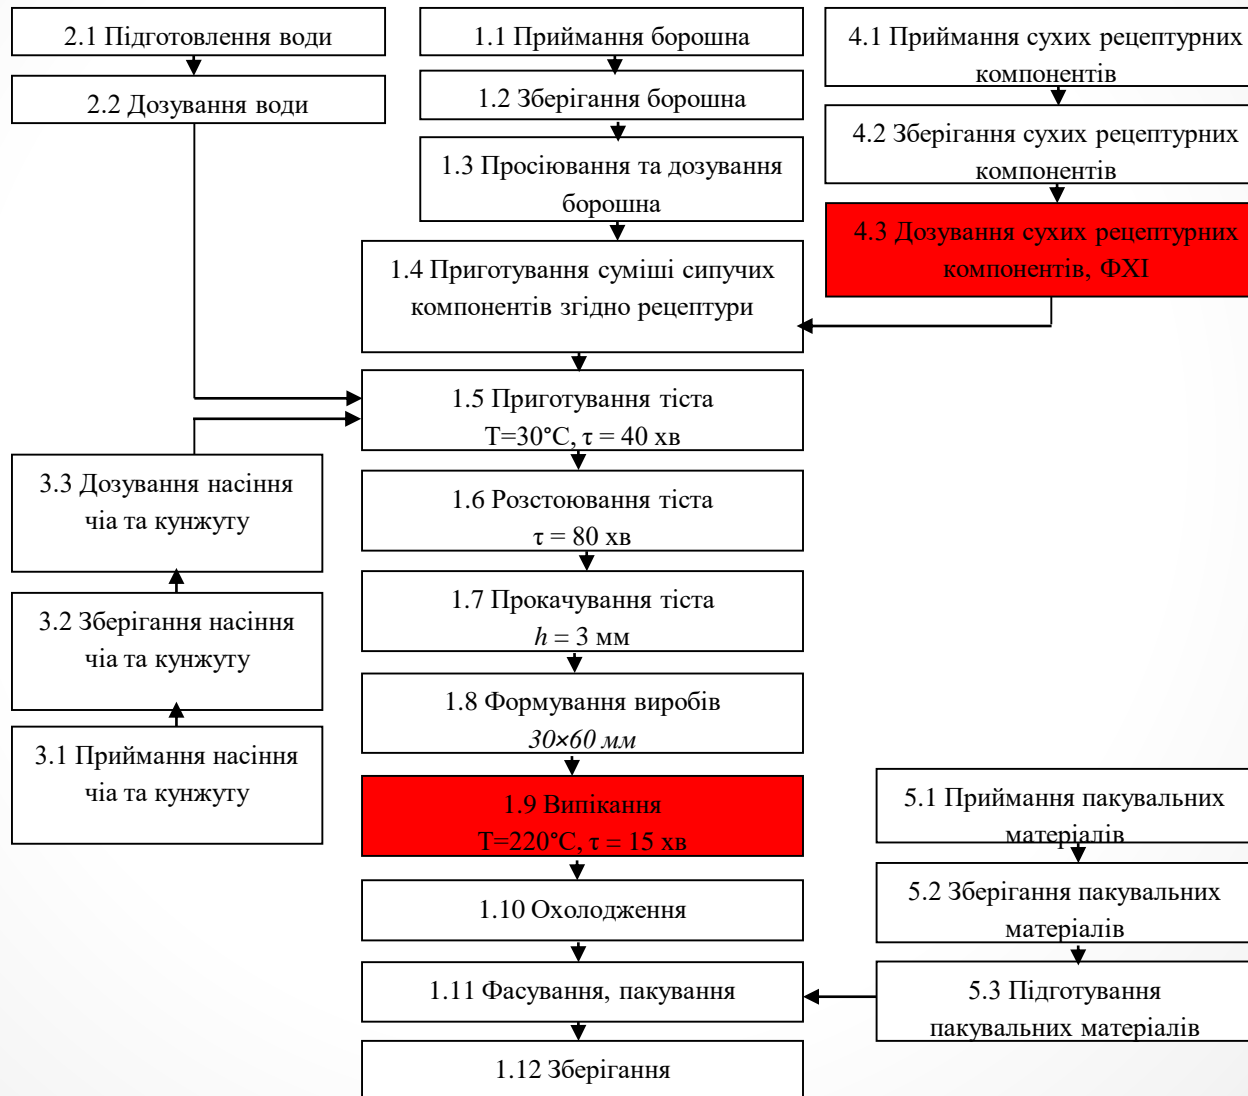 2.1 Підготовлення води
2.2 Дозування води
1.1 Приймання борошна
1.2 Зберігання борошна
1.3 Просіювання та дозування
борошна
4.1 Приймання сухих рецептурних
компонентів
4.2 Зберігання сухих рецептурних
компонентів
4.3 Дозування сухих рецептурних
компонентів, ФХІ
1.4 Приготування суміші сипучих
компонентів згідно рецептури
1.5 Приготування тіста
Т=30°С, τ = 40 хв
3.3 Дозування насіння
чіа та кунжуту
3.2 Зберігання насіння
чіа та кунжуту
3.1 Приймання насіння
чіа та кунжуту
1.6 Розстоювання тіста
τ = 80 хв
1.7 Прокачування тіста
h = 3 мм
1.8 Формування виробів
30×60 мм
1.9 Випікання
Т=220°С, τ = 15 хв
1.10 Охолодження
1.11 Фасування, пакування
1.12 Зберігання
5.1 Приймання пакувальних
матеріалів
5.2 Зберігання пакувальних
матеріалів
5.3 Підготування
пакувальних матеріалів